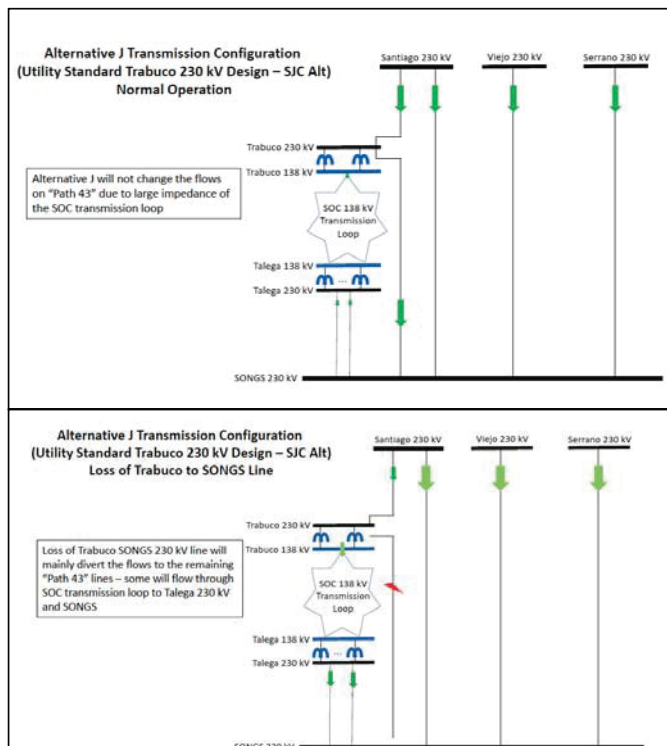 Alternative J Transmission Configuration
(Utility Standard Trabuco 230 kV Design – SJC Alt)
Normal Operation
Santiago 230 kV
Viejo 230 kV
Serrano 230 kV
Trabuco 230 kV
Trabuco 138 kV
Alternative J will not change the flows
on "Path 43" due to large impedance of
the SOC transmission loop
SOC 138 kV
Transmission
Loop
Talega 138 kV
...
Talega 230 kV
SONGS 230 kV
Alternative J Transmission Configuration
(Utility Standard Trabuco 230 kV Design – SJC Alt)
Loss of Trabuco to SONGS Line
Santiago 230 kV
Viejo 230 kV
Serrano 230 kV
Trabuco 230 kV
Trabuco 138 kV
Loss of Trabuco SONGS 230 kV line will
mainly divert the flows to the remaining
"Path 43" lines – some will flow through
SOC transmission loop to Talega 230 kV
and SONGS
SOC 138 kV
Transmission
Loop
Talega 138 kV
...
Talega 230 kV
SONGS 230 kV